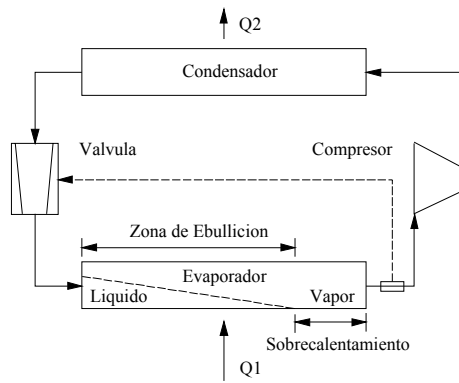 Q2
Condensador
Valvula
Compresor
Zona de Ebullicion
Evaporador
Liquido
Vapor
Sobrecalentamiento
Q1